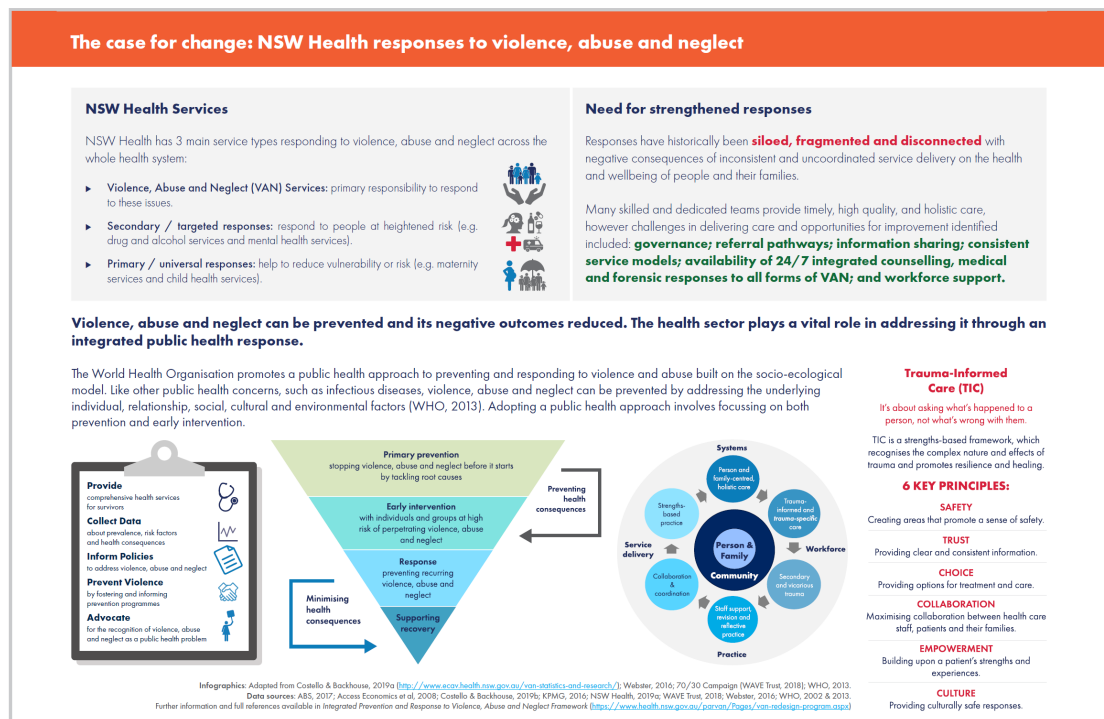 The case for change: NSW Health responses to violence, abuse and neglect
NSW Health Services
NSW Health has 3 main service types responding to violence, abuse and neglect across the
whole health system:
Violence, Abuse and Neglect (VAN) Services: primary responsibility to respond
to these issues.
Secondary / targeted responses: respond to people at heightened risk (e.g.
drug and alcohol services and mental health services).
Primary / universal responses: help to reduce vulnerability or risk (e.g. maternity
services and child health services).
Need for strengthened responses
Responses have historically been siloed, fragmented and disconnected with
negative consequences of inconsistent and uncoordinated service delivery on the health
and wellbeing of people and their families.
Many skilled and dedicated teams provide timely, high quality, and holistic care,
however challenges in delivering care and opportunities for improvement identified
included: governance; referral pathways; information sharing; consistent
service models; availability of 24/7 integrated counselling, medical
and forensic responses to all forms of VAN; and workforce support.
Violence, abuse and neglect can be prevented and its negative outcomes reduced. The health sector plays a vital role in addressing it through an
integrated public health response.
The World Health Organisation promotes a public health approach to preventing and responding to violence and abuse built on the socio-ecological
model. Like other public health concerns, such as infectious diseases, violence, abuse and neglect can be prevented by addressing the underlying
individual, relationship, social, cultural and environmental factors (WHO, 2013). Adopting a public health approach involves focussing on both
prevention and early intervention.
Provide
comprehensive health services
for survivors
Collect Data
about prevalence, risk factors
and health consequences
Inform Policies
to address violence, abuse and neglect
Prevent Violence
by fostering and informing
prevention programmes
Advocate
for the recognition of violence, abuse
and neglect as a public health problem
Primary prevention
stopping violence, abuse and neglect before it starts
by tackling root causes
Early intervention
with individuals and groups at high
risk of perpetrating violence, abuse
and neglect
Response
preventing recurring
violence, abuse and
neglect
Supporting
recovery
Preventing
health
consequences
Minimising
health
consequences
Systems
Person and
family-centred,
holistic care
Trauma-
informed and
trauma-specific
care
Workforce
Secondary
and vicarious
trauma
Staff support,
revision and
reflective
practice
Practice
Collaboration
&
coordination
Service
delivery
Strengths-
based
practice
Person &
Family
Community
Trauma-Informed
Care (TIC)
It's about asking what's happened to a
person, not what's wrong with them.
TIC is a strengths-based framework, which
recognises the complex nature and effects of
trauma and promotes resilience and healing.
6 KEY PRINCIPLES:
SAFETY
Creating areas that promote a sense of safety.
TRUST
Providing clear and consistent information.
CHOICE
Providing options for treatment and care.
COLLABORATION
Maximising collaboration between health care
staff, patients and their families.
EMPOWERMENT
Building upon a patient's strengths and
experiences.
CULTURE
Providing culturally safe responses.
Infographics: Adapted from Costello & Backhouse, 2019a (http://www.ecav.health.nsw.gov.au/van-statistics-and-research/); Webster, 2016; 70/30 Campaign (WAVE Trust, 2018); WHO, 2013.
Data sources: ABS, 2017; Access Economics et al, 2008; Costello & Backhouse, 2019b; KPMG, 2016; NSW Health, 2019a; WAVE Trust, 2018; Webster, 2016; WHO, 2002 & 2013.
Further information and full references available in Integrated Prevention and Response to Violence, Abuse and Neglect Framework (https://www.health.nsw.gov.au/parvan/Pages/van-redesign-program.aspx)